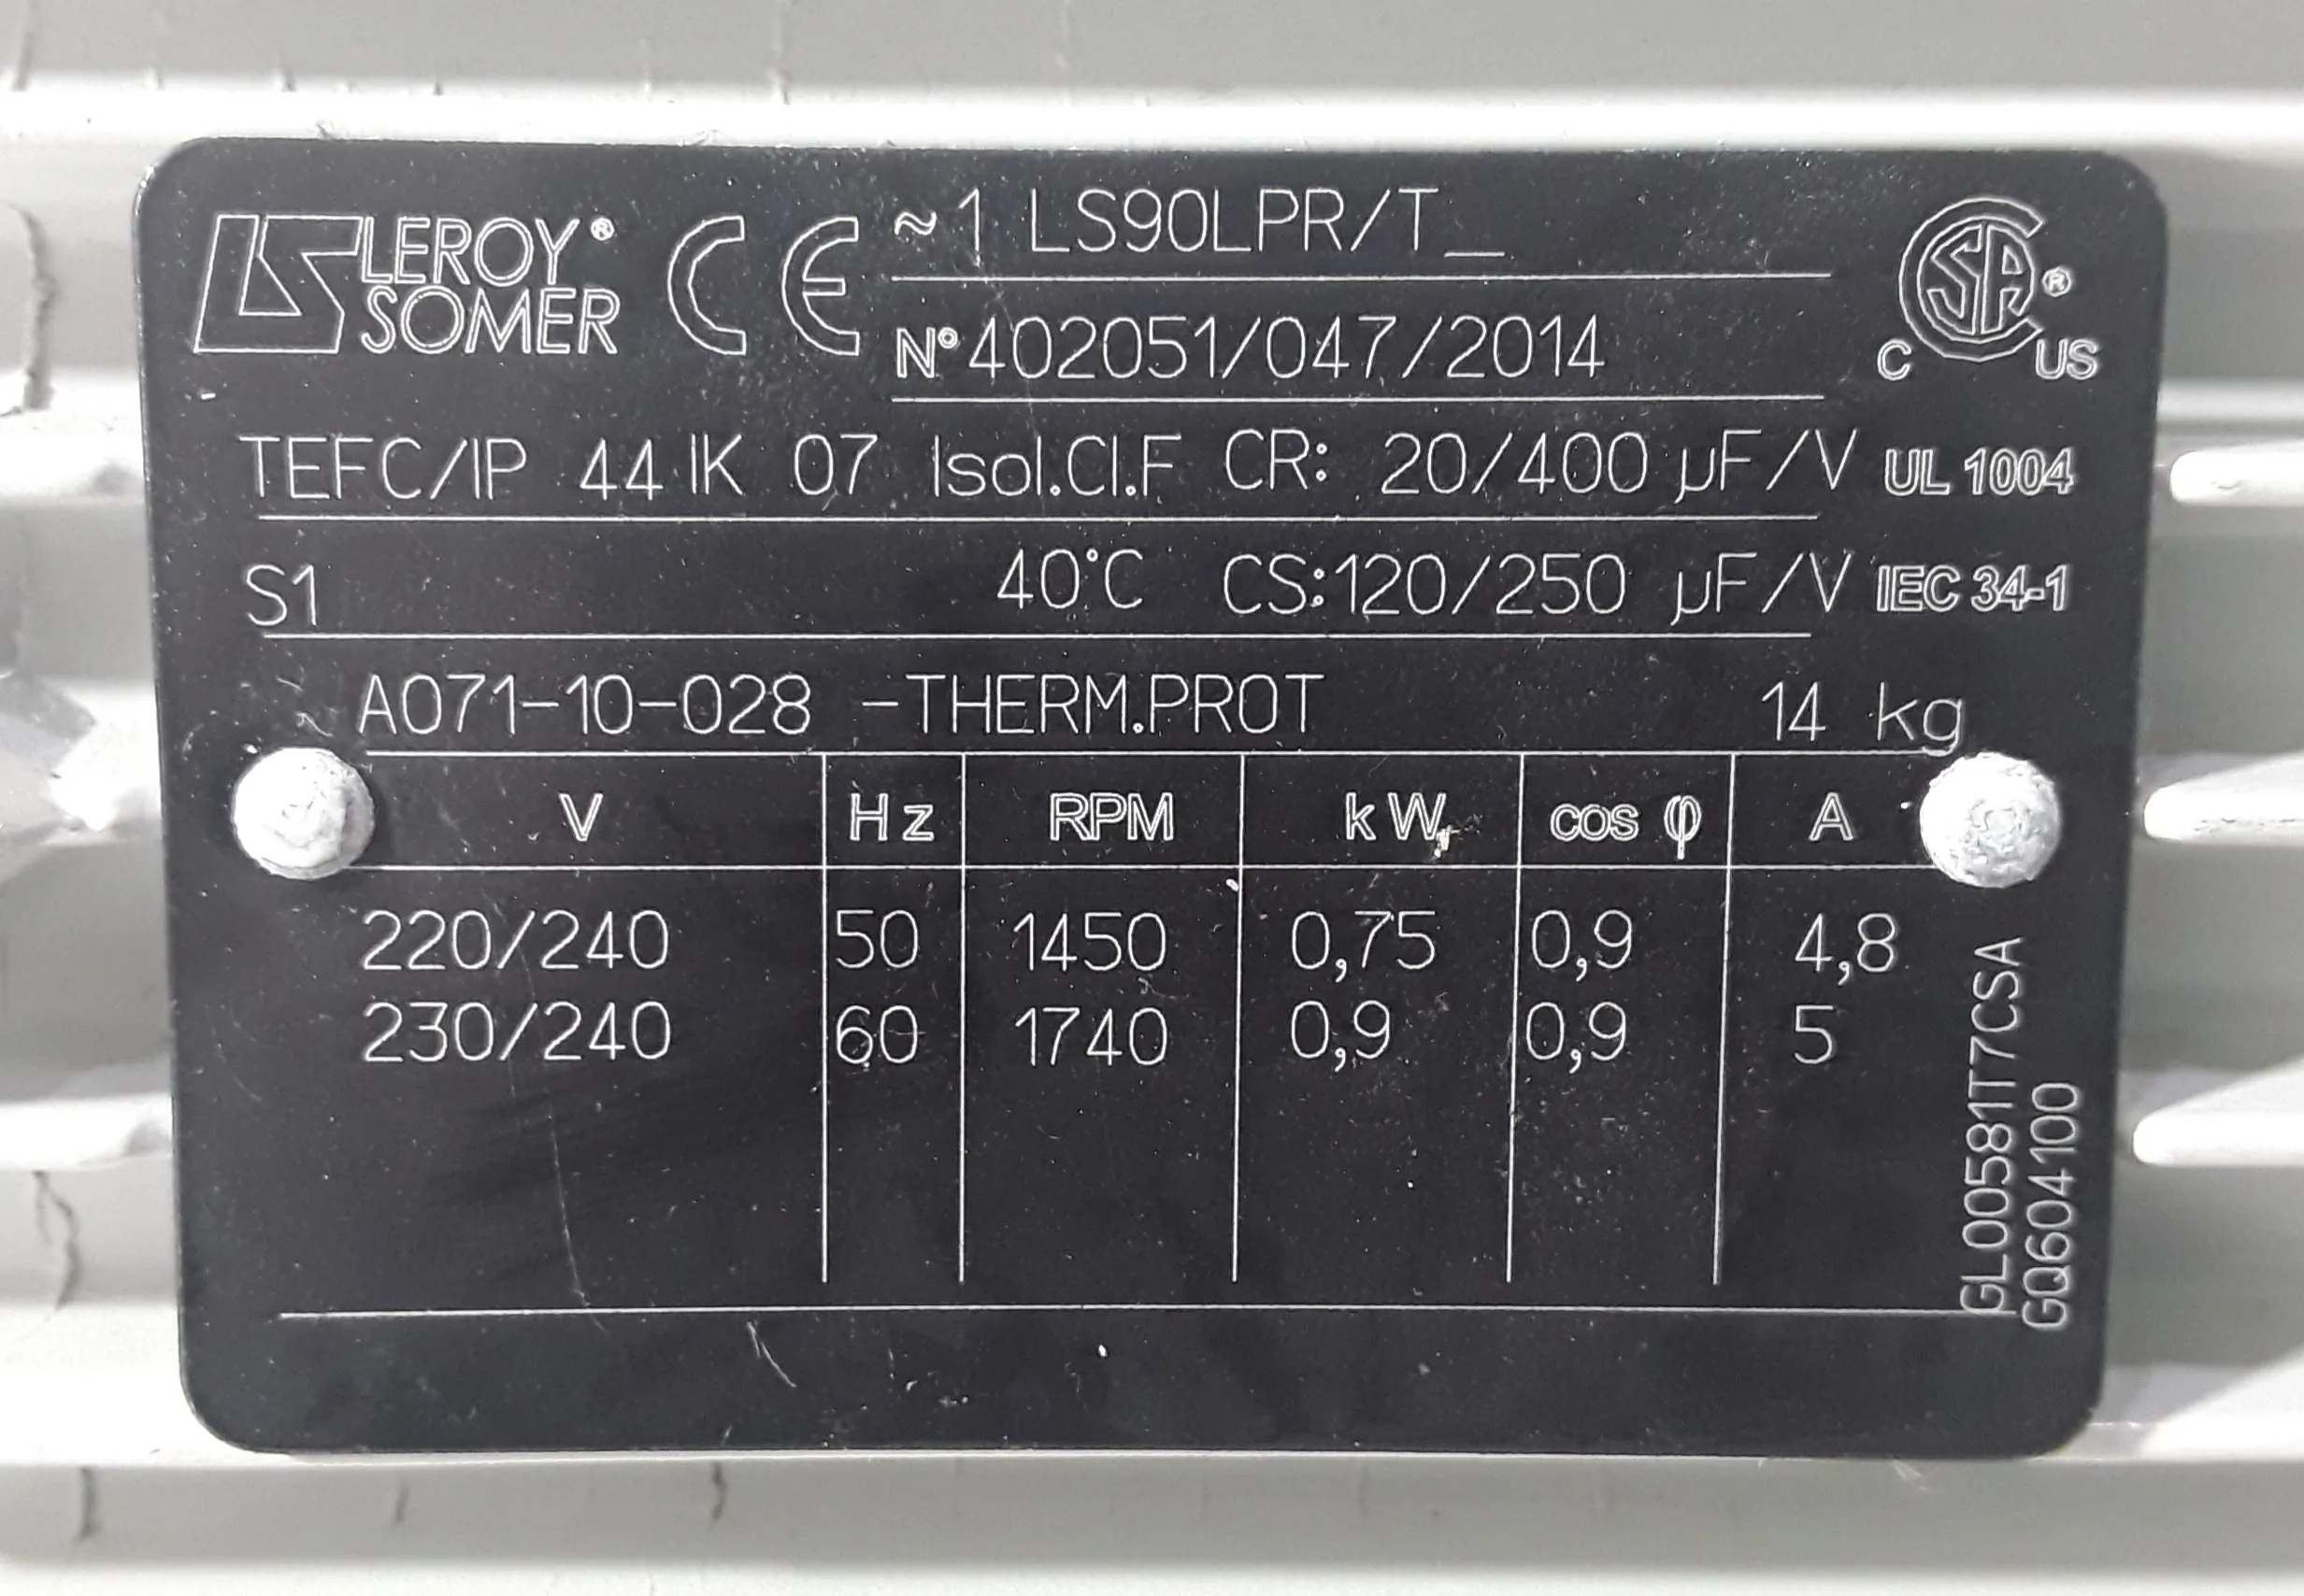 LEROY®
SOMER
CE
~1 LS90LPR/T_
N°402051/047/2014
CSA®
C US
TEFC/IP 44 IK 07 Isol.Cl.F CR: 20/400 µF/V UL 1004
S1 40°C CS:120/250 µF/V IEC 34-1
A071-10-028 -THERM.PROT 14 kg
V Hz RPM kW cos φ A
220/240 50 1450 0,75 0,9 4,8
230/240 60 1740 0,9 0,9 5
GL00581T7CSA
GQ604100